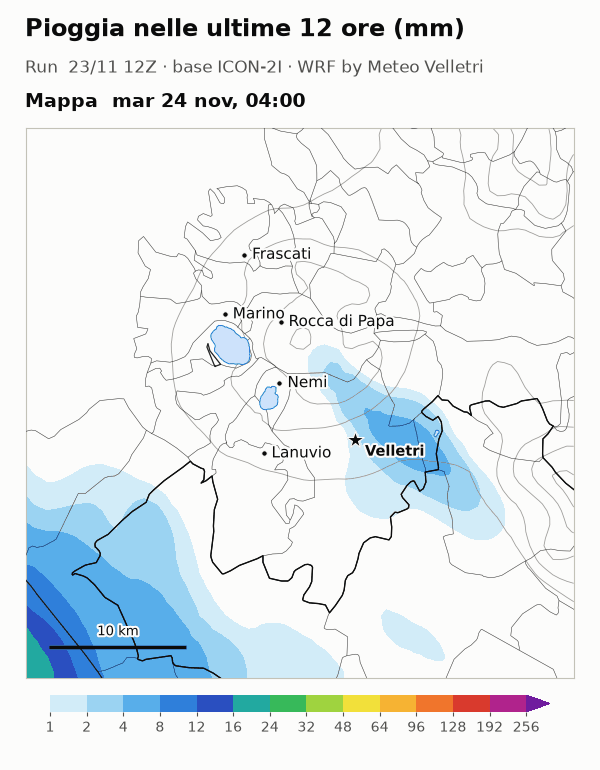 Pioggia nelle ultime 12 ore (mm)
Run  23/11 12Z · base ICON-2I · WRF by Meteo Velletri
Mappa  mar 24 nov, 04:00
Frascati
Marino
Rocca di Papa
Nemi
Velletri
Lanuvio
10 km
1 2 4 8 12 16 24 32 48 64 96 128 192 256